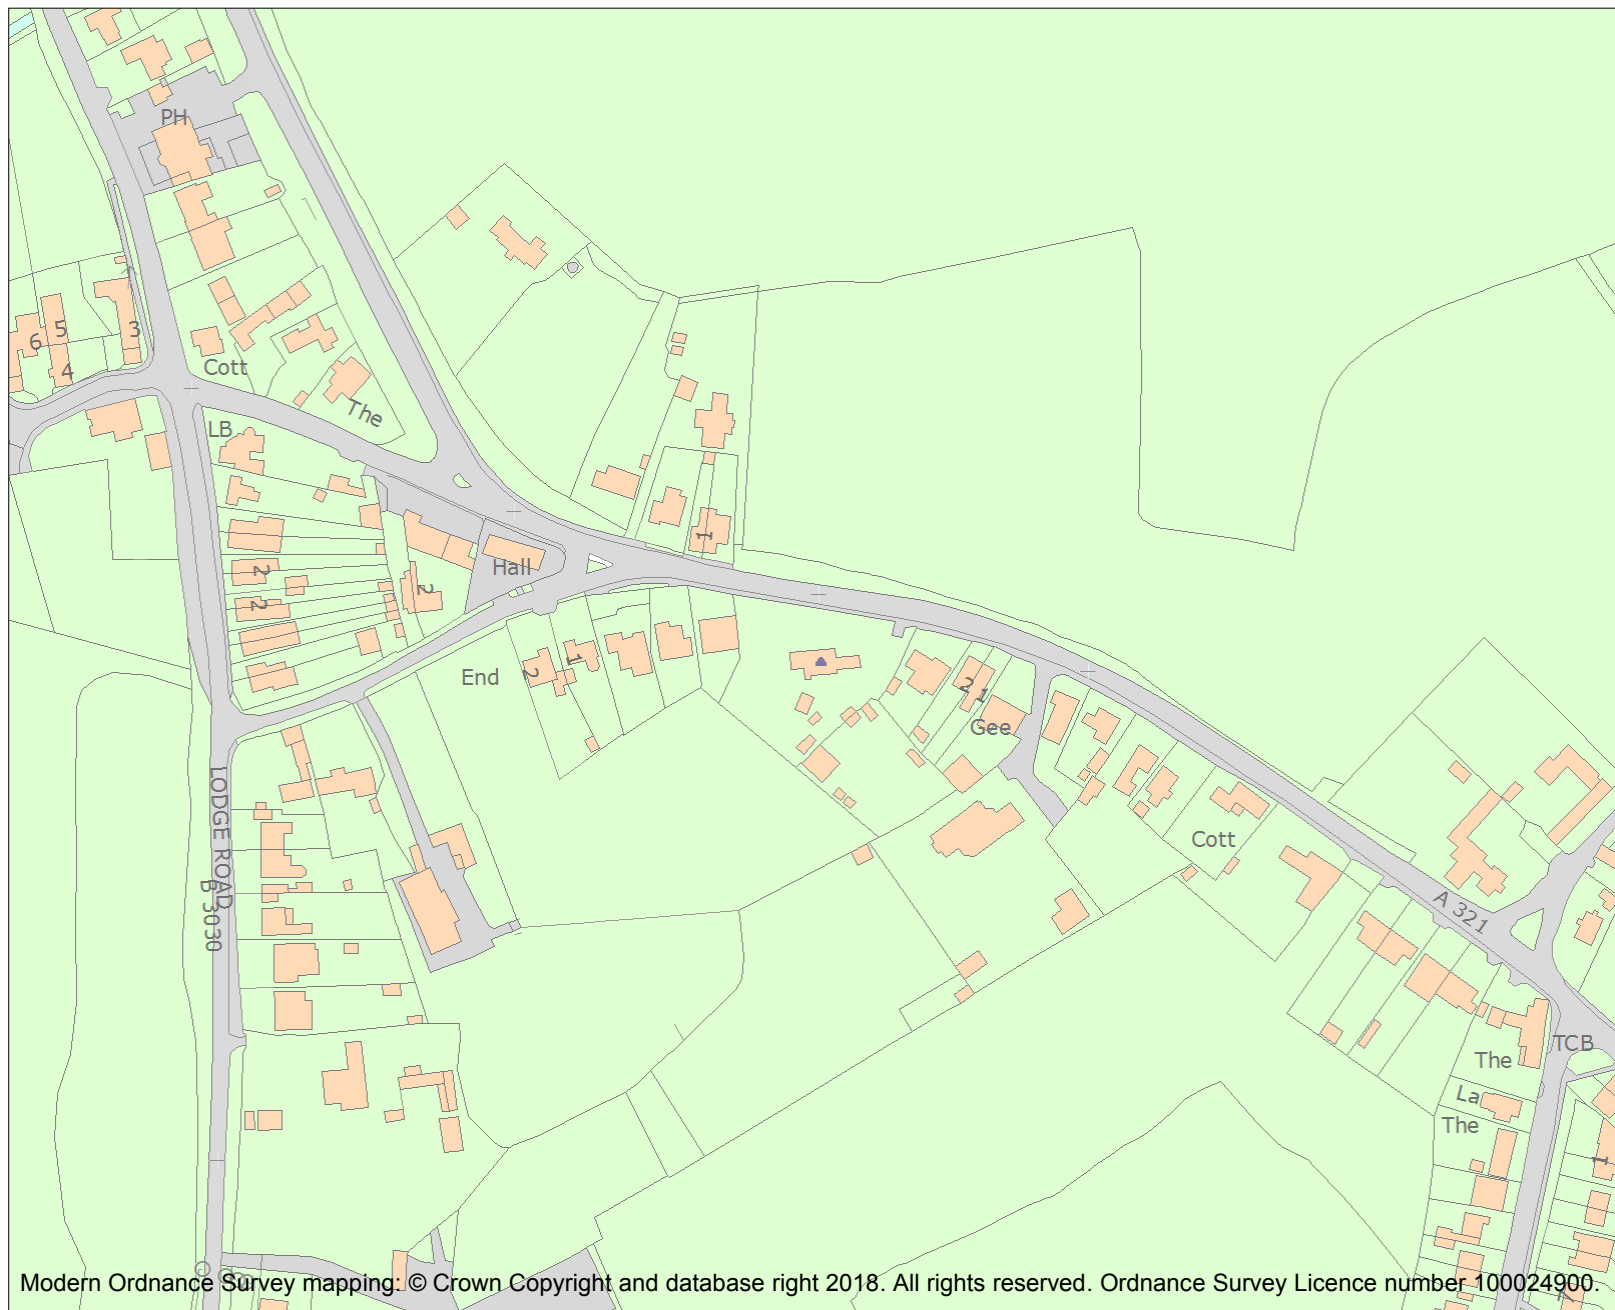 PH
3
5
6
4
Cott
The
LB
2
2
2
Hall
1
End
2
1
2 1
Gee
Cott
LODGE ROAD
B 3030
A 321
TCB
The
La
The
1
Modern Ordnance Survey mapping: © Crown Copyright and database right 2018. All rights reserved. Ordnance Survey Licence number 100024900.